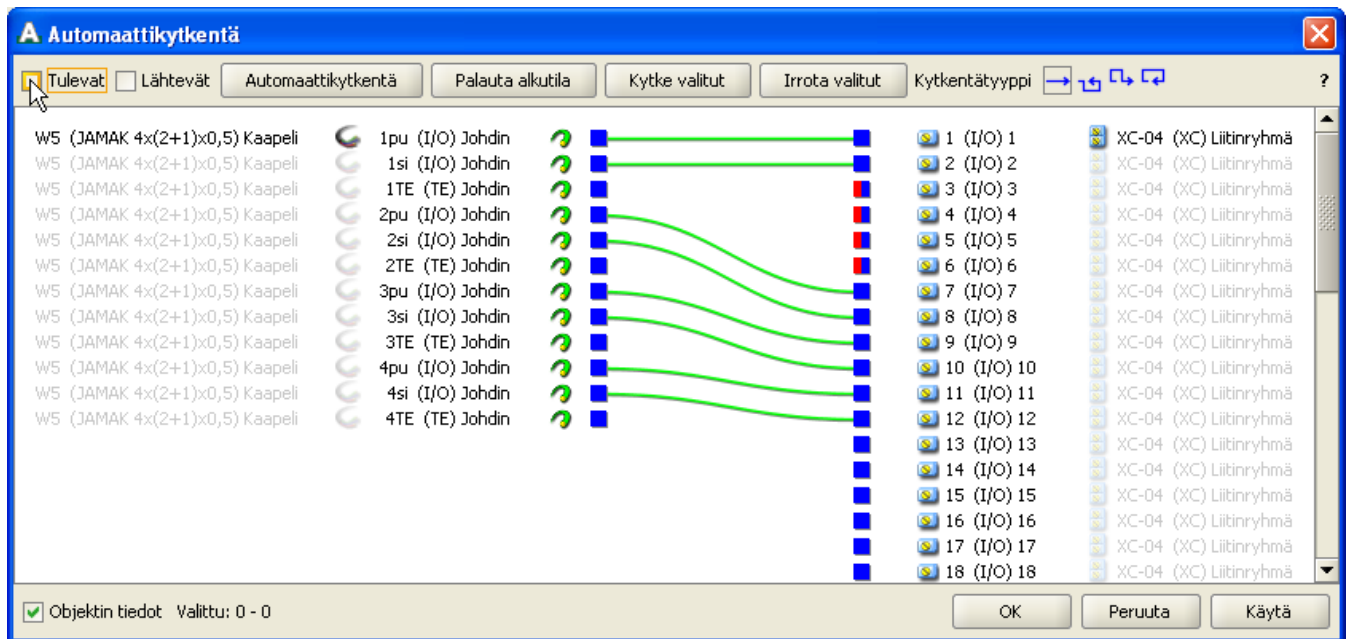 A Automaattikytkentä
Tulevat Lähtevät Automaattikytkentä Palauta alkutila Kytke valitut Irrota valitut Kytkentätyyppi ?
W5 (JAMAK 4x(2+1)x0,5) Kaapeli 1pu (I/O) Johdin 1 (I/O) 1 XC-04 (XC) Liitinryhmä
W5 (JAMAK 4x(2+1)x0,5) Kaapeli 1si (I/O) Johdin 2 (I/O) 2 XC-04 (XC) Liitinryhmä
W5 (JAMAK 4x(2+1)x0,5) Kaapeli 1TE (TE) Johdin 3 (I/O) 3 XC-04 (XC) Liitinryhmä
W5 (JAMAK 4x(2+1)x0,5) Kaapeli 2pu (I/O) Johdin 4 (I/O) 4 XC-04 (XC) Liitinryhmä
W5 (JAMAK 4x(2+1)x0,5) Kaapeli 2si (I/O) Johdin 5 (I/O) 5 XC-04 (XC) Liitinryhmä
W5 (JAMAK 4x(2+1)x0,5) Kaapeli 2TE (TE) Johdin 6 (I/O) 6 XC-04 (XC) Liitinryhmä
W5 (JAMAK 4x(2+1)x0,5) Kaapeli 3pu (I/O) Johdin 7 (I/O) 7 XC-04 (XC) Liitinryhmä
W5 (JAMAK 4x(2+1)x0,5) Kaapeli 3si (I/O) Johdin 8 (I/O) 8 XC-04 (XC) Liitinryhmä
W5 (JAMAK 4x(2+1)x0,5) Kaapeli 3TE (TE) Johdin 9 (I/O) 9 XC-04 (XC) Liitinryhmä
W5 (JAMAK 4x(2+1)x0,5) Kaapeli 4pu (I/O) Johdin 10 (I/O) 10 XC-04 (XC) Liitinryhmä
W5 (JAMAK 4x(2+1)x0,5) Kaapeli 4si (I/O) Johdin 11 (I/O) 11 XC-04 (XC) Liitinryhmä
W5 (JAMAK 4x(2+1)x0,5) Kaapeli 4TE (TE) Johdin 12 (I/O) 12 XC-04 (XC) Liitinryhmä
13 (I/O) 13 XC-04 (XC) Liitinryhmä
14 (I/O) 14 XC-04 (XC) Liitinryhmä
15 (I/O) 15 XC-04 (XC) Liitinryhmä
16 (I/O) 16 XC-04 (XC) Liitinryhmä
17 (I/O) 17 XC-04 (XC) Liitinryhmä
18 (I/O) 18 XC-04 (XC) Liitinryhmä
Objektin tiedot Valittu: 0 - 0 OK Peruuta Käytä